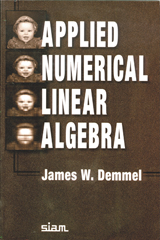 APPLIED
NUMERICAL
LINEAR
ALGEBRA
James W. Demmel
siam